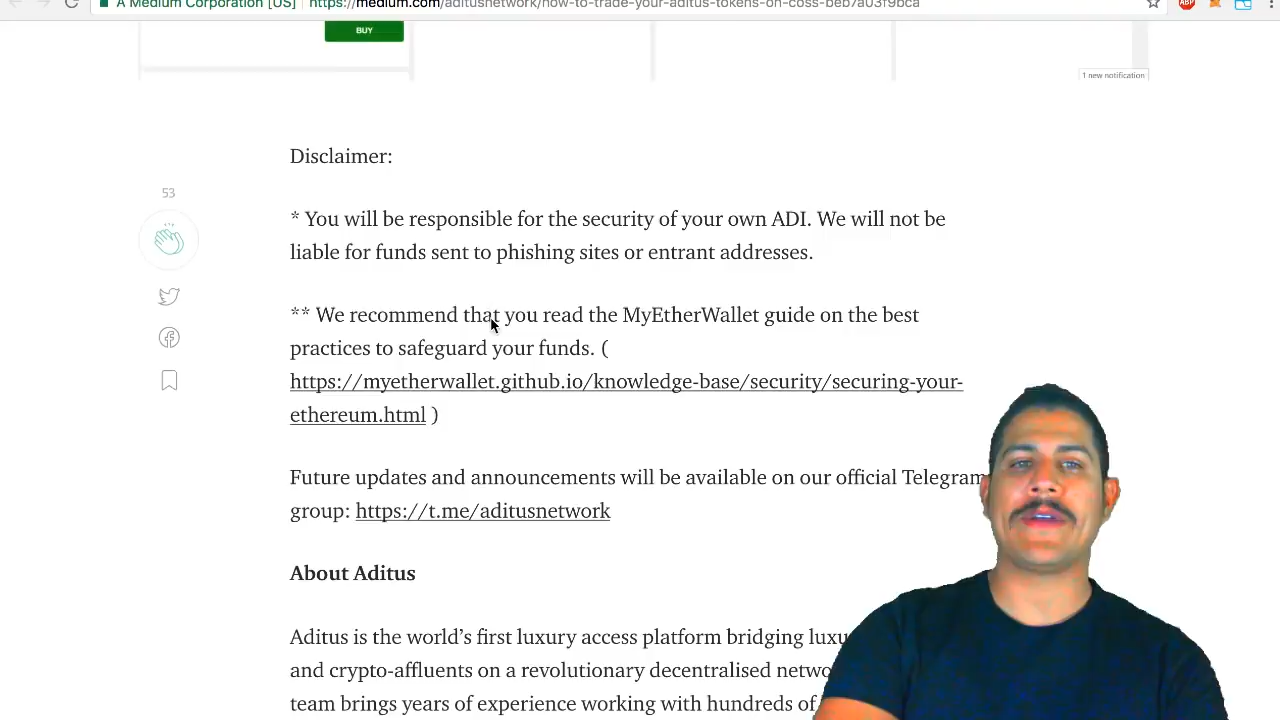 A Medium Corporation [US]
https://medium.com/aditusnetwork/how-to-trade-your-aditus-tokens-on-coss-beb7a03f9bca
ABP
BUY
1 new notification
Disclaimer:
53
* You will be responsible for the security of your own ADI. We will not be
liable for funds sent to phishing sites or entrant addresses.
** We recommend that you read the MyEtherWallet guide on the best
practices to safeguard your funds. (
https://myetherwallet.github.io/knowledge-base/security/securing-your-
ethereum.html )
Future updates and announcements will be available on our official Telegram
group: https://t.me/aditusnetwork
About Aditus
Aditus is the world's first luxury access platform bridging
and crypto-affluents on a revolutionary decentralised
team brings years of experience working with hundreds of